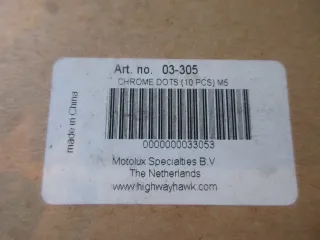 Art. no. 03-305
CHROME DOTS (10 PCS) M5
made in China
0000000033053
Motolux Specialties B.V
The Netherlands
www.highwayhawk.com